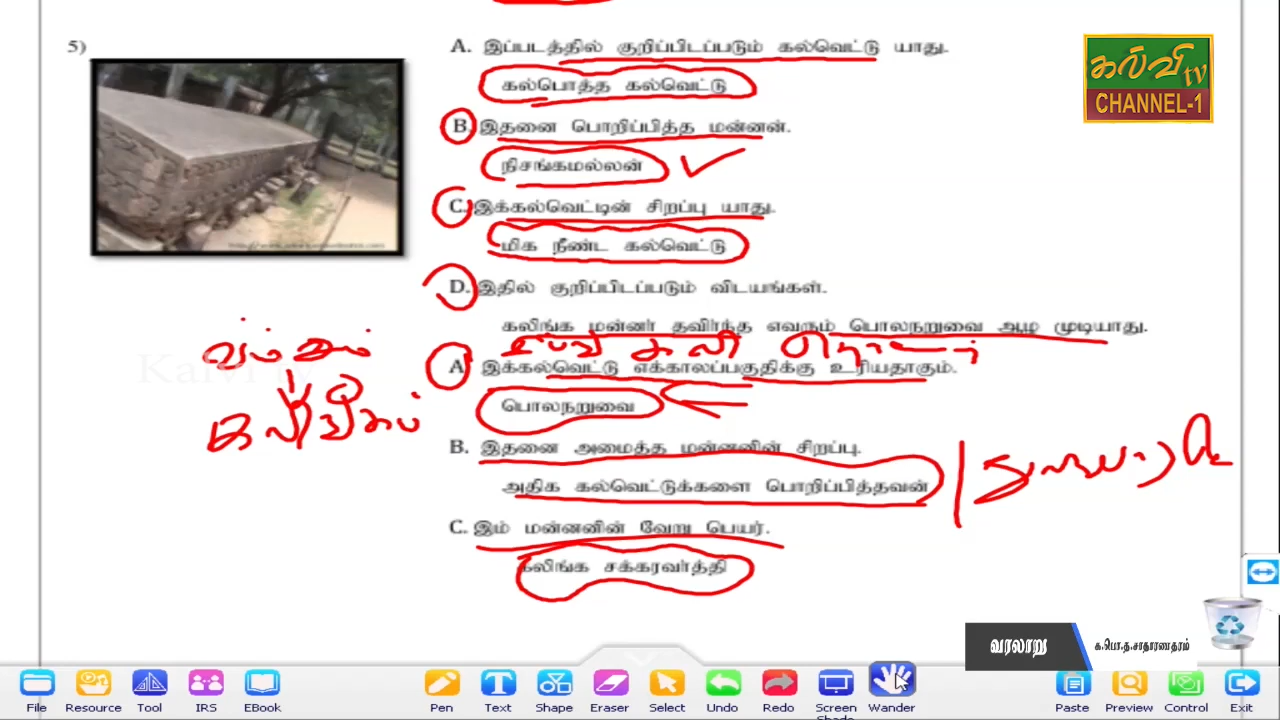 5)
A. இப்படத்தில் குறிப்பிடப்படும் கல்வெட்டு யாது.
கல்பொத்த கல்வெட்டு
B. இதனை பொறிப்பித்த மன்னன்.
நிசங்கமல்லன்
C. இக்கல்வெட்டின் சிறப்பு யாது.
மிக நீண்ட கல்வெட்டு
D. இதில் குறிப்பிடப்படும் விடயங்கள்.
கலிங்க மன்னர் தவிர்ந்த எவரும் பொலநறுவை ஆழ முடியாது.
A இக்கல்வெட்டு எக்காலப்பகுதிக்கு உரியதாகும்.
பொலநறுவை
B. இதனை அமைத்த மன்னனின் சிறப்பு.
அதிக கல்வெட்டுக்களை பொறிப்பித்தவன்
C. இம் மன்னனின் வேறு பெயர்.
கலிங்க சக்கரவர்த்தி
கல்வி tv
CHANNEL-1
வரலாறு
க.பொ.த.சாதாரணதரம்
File Resource Tool IRS EBook Pen Text Shape Eraser Select Undo Redo Screen Shade Wander Paste Preview Control Exit